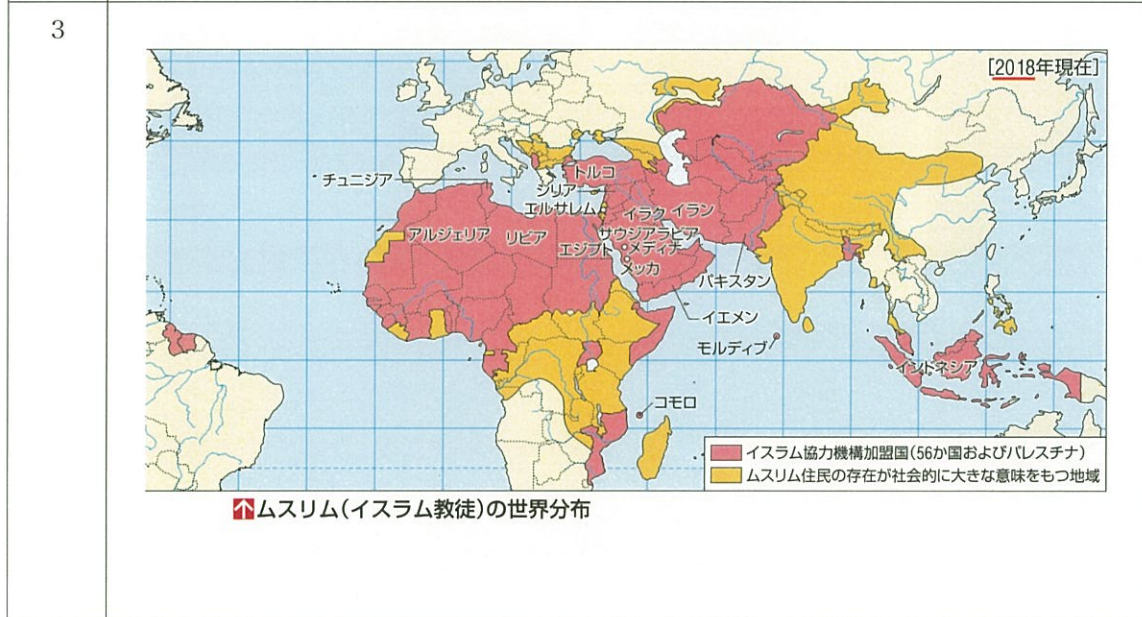 3
[2018年現在]
チュニジア
トルコ
シリア
エルサレム
イラク
イラン
アルジェリア
リビア
エジプト
サウジアラビア
メディナ
メッカ
パキスタン
イエメン
モルディブ
インドネシア
コモロ
イスラム協力機構加盟国(56か国およびパレスチナ)
ムスリム住民の存在が社会的に大きな意味をもつ地域
↑ムスリム(イスラム教徒)の世界分布